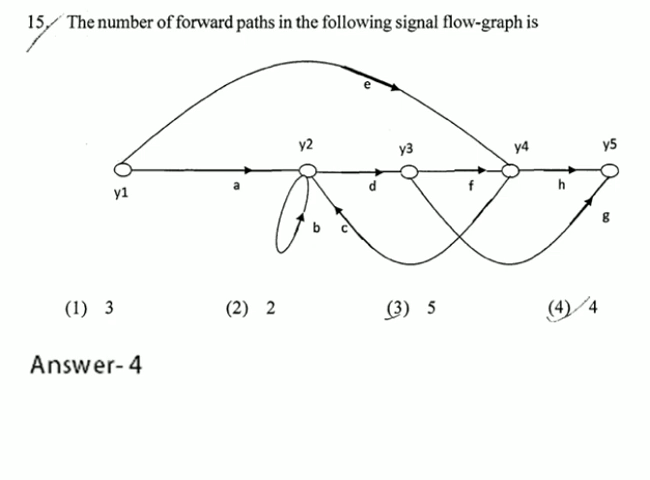 15. The number of forward paths in the following signal flow-graph is
e
y2
y3
y4
y5
y1
a
d
f
h
b
c
g
(1) 3
(2) 2
(3) 5
(4) 4
Answer- 4